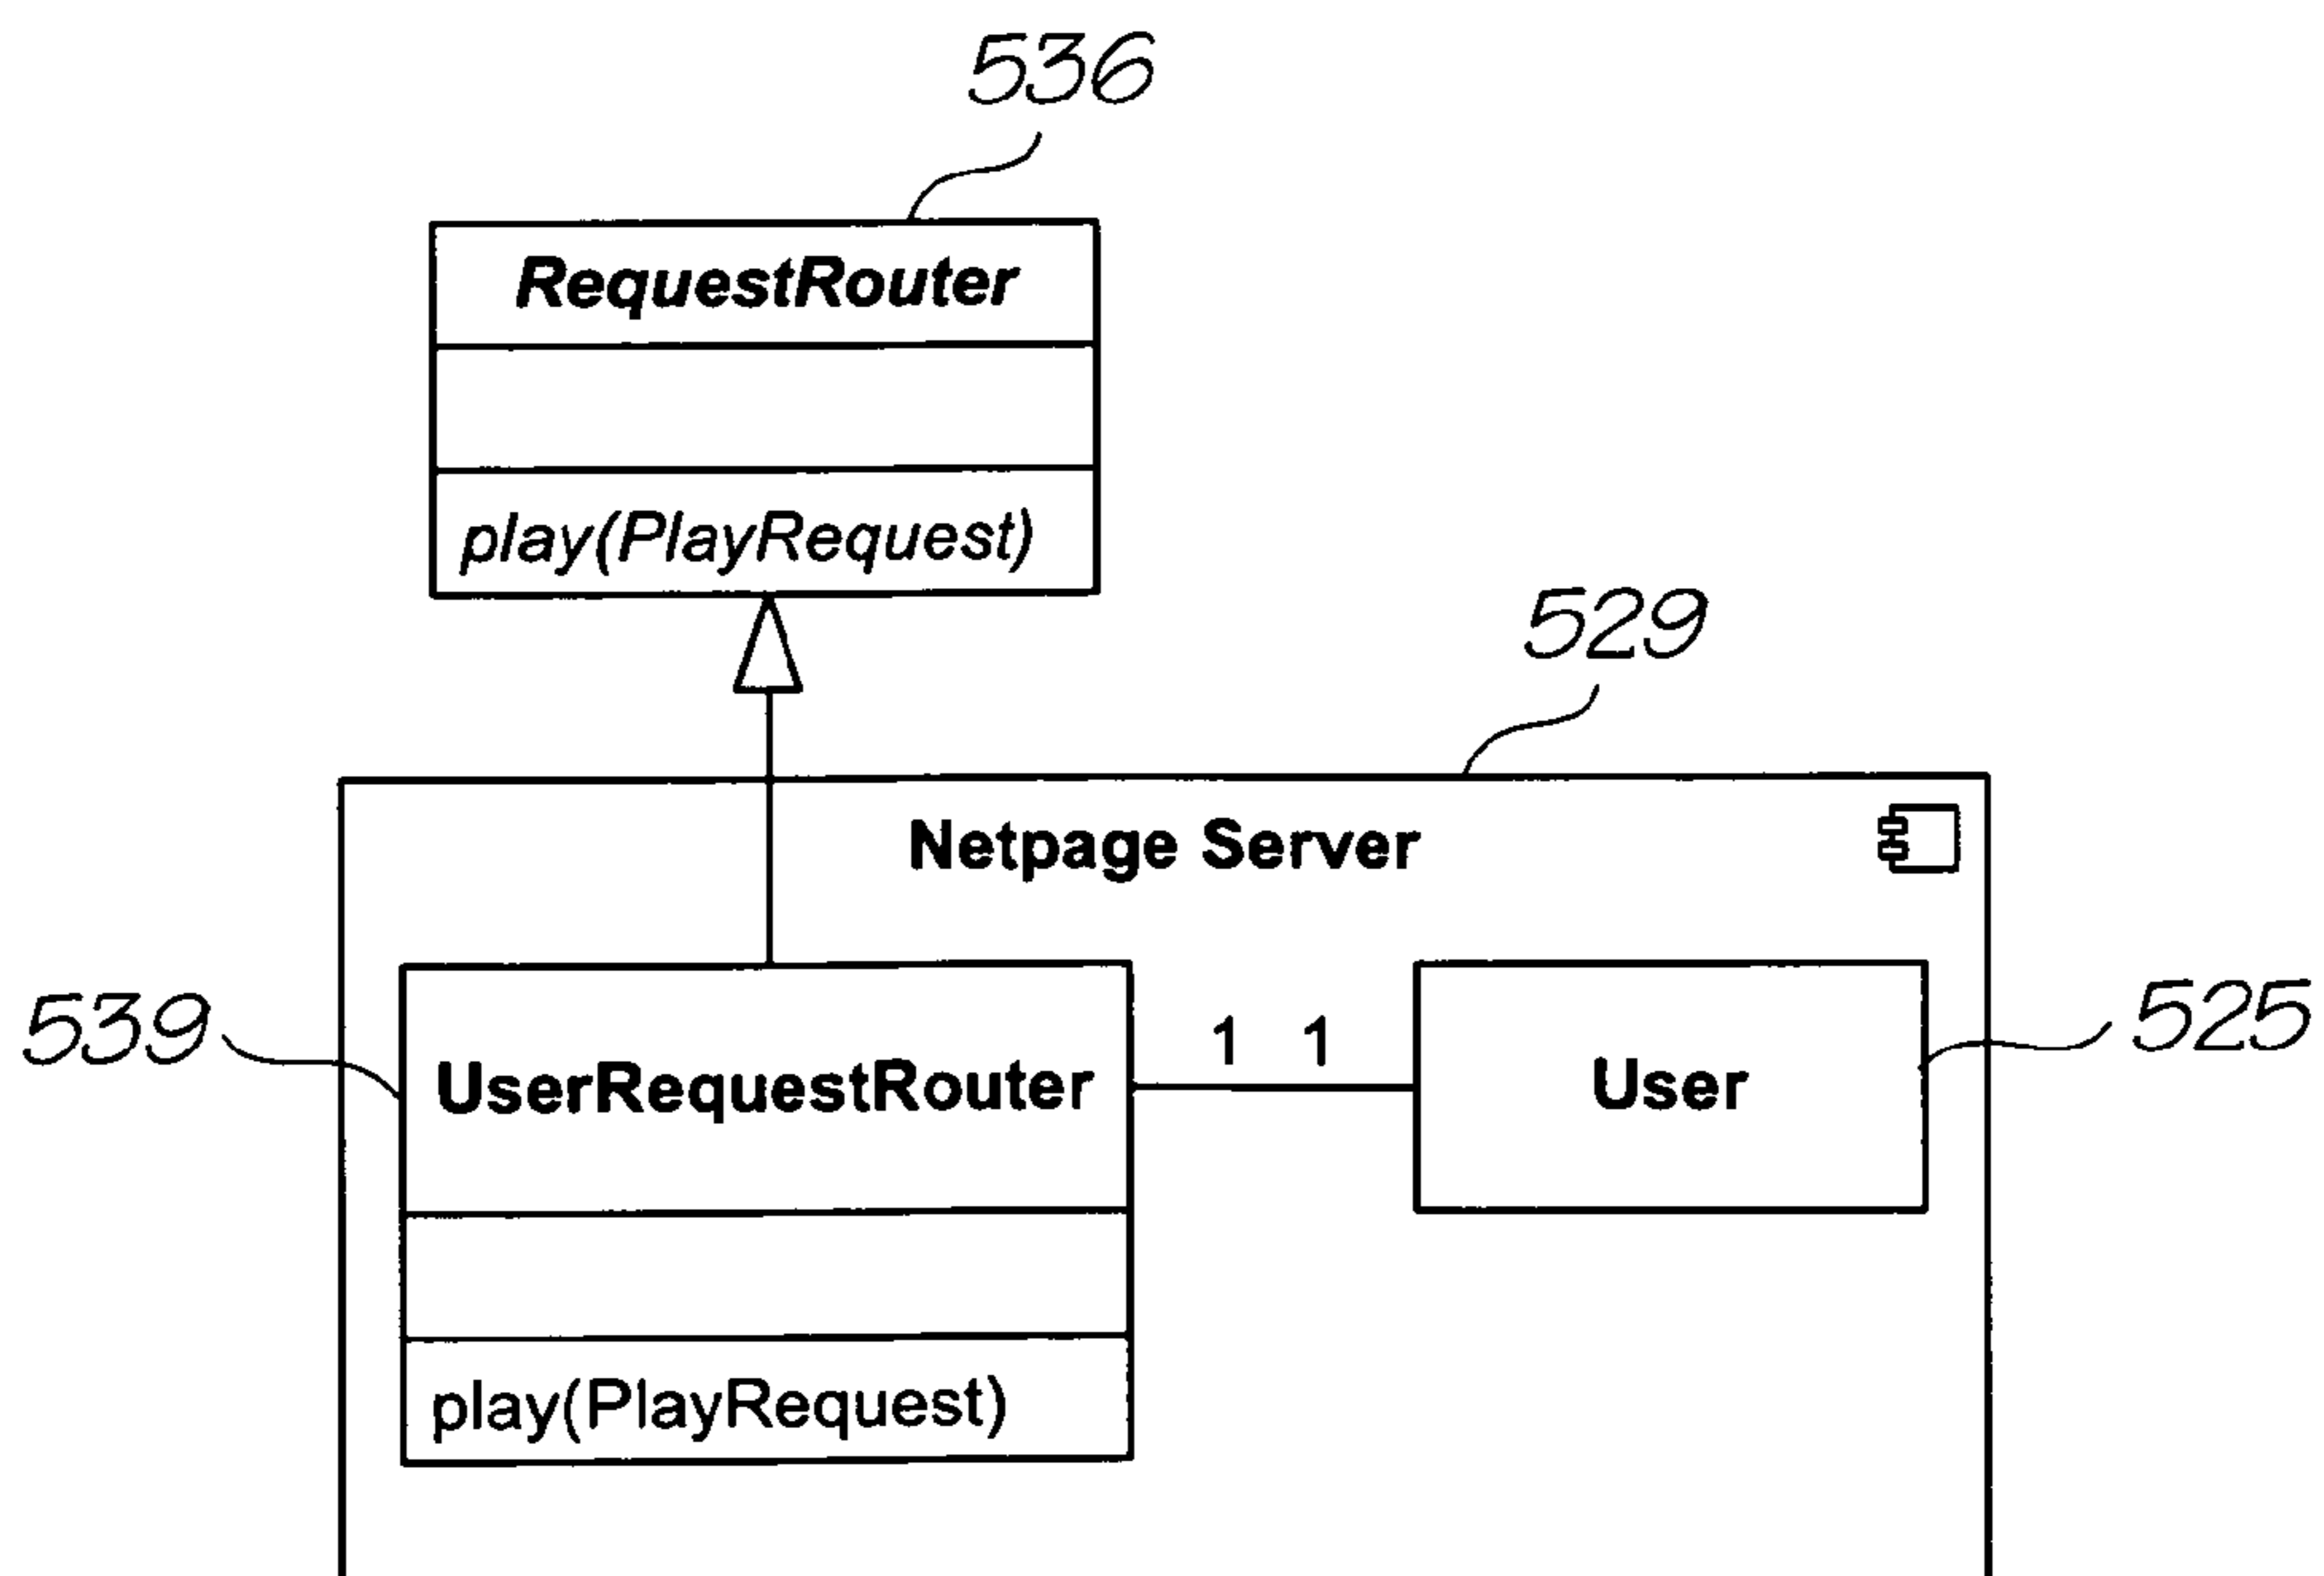 536
RequestRouter
play(PlayRequest)
529
Netpage Server
539
UserRequestRouter
1 1
User
525
play(PlayRequest)